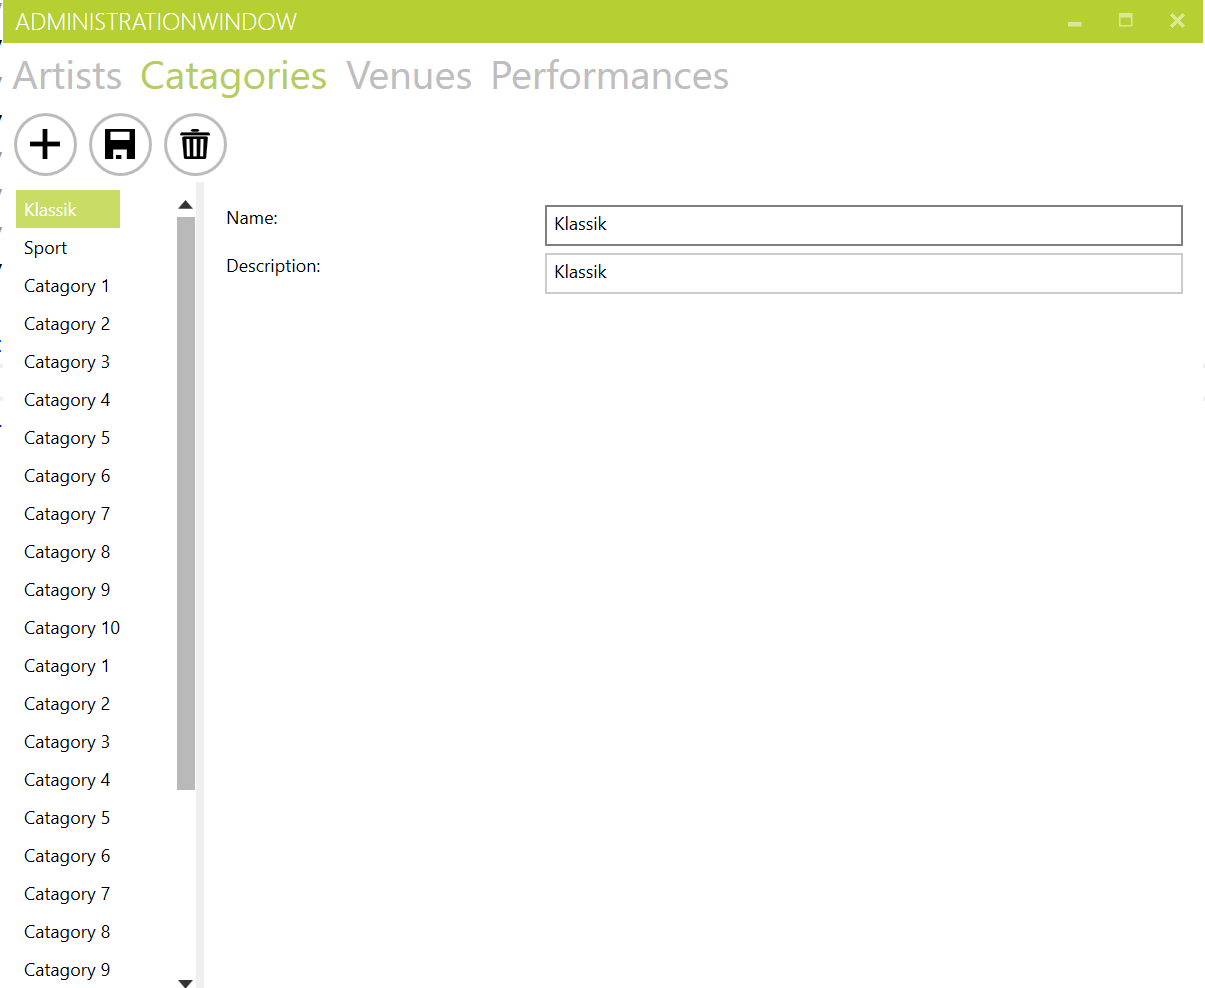 ADMINISTRATIONWINDOW
Artists Catagories Venues Performances
Klassik
Sport
Catagory 1
Catagory 2
Catagory 3
Catagory 4
Catagory 5
Catagory 6
Catagory 7
Catagory 8
Catagory 9
Catagory 10
Catagory 1
Catagory 2
Catagory 3
Catagory 4
Catagory 5
Catagory 6
Catagory 7
Catagory 8
Catagory 9
Name: Klassik
Description: Klassik